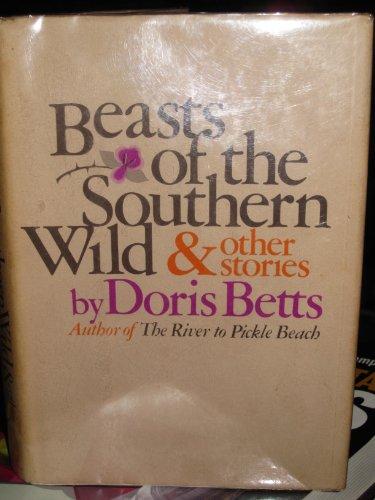 Beasts
of the
Southern
Wild & other
stories
by Doris Betts
Author of The River to Pickle Beach